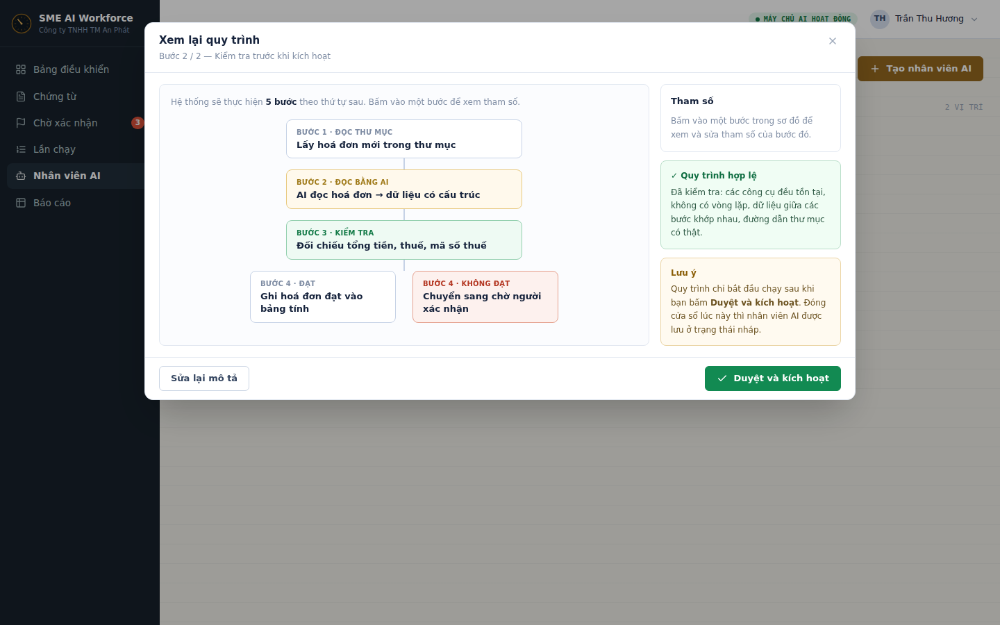 SME AI Workforce
Công ty TNHH TM An Phát
Bảng điều khiển
Chứng từ
Chờ xác nhận
3
Lần chạy
Nhân viên AI
Báo cáo
MÁY CHỦ AI HOẠT ĐỘNG
TH
Trần Thu Hương
Tạo nhân viên AI
2 VỊ TRÍ
Xem lại quy trình
Bước 2 / 2 — Kiểm tra trước khi kích hoạt
Hệ thống sẽ thực hiện 5 bước theo thứ tự sau. Bấm vào một bước để xem tham số.
BƯỚC 1 · ĐỌC THƯ MỤC
Lấy hoá đơn mới trong thư mục
BƯỚC 2 · ĐỌC BẰNG AI
AI đọc hoá đơn → dữ liệu có cấu trúc
BƯỚC 3 · KIỂM TRA
Đối chiếu tổng tiền, thuế, mã số thuế
BƯỚC 4 · ĐẠT
Ghi hoá đơn đạt vào
bảng tính
BƯỚC 4 · KHÔNG ĐẠT
Chuyển sang chờ người
xác nhận
Tham số
Bấm vào một bước trong sơ đồ để
xem và sửa tham số của bước đó.
✓ Quy trình hợp lệ
Đã kiểm tra: các công cụ đều tồn tại,
không có vòng lặp, dữ liệu giữa các
bước khớp nhau, đường dẫn thư mục
có thật.
Lưu ý
Quy trình chỉ bắt đầu chạy sau khi
bạn bấm Duyệt và kích hoạt. Đóng
cửa sổ lúc này thì nhân viên AI được
lưu ở trạng thái nháp.
Sửa lại mô tả
Duyệt và kích hoạt